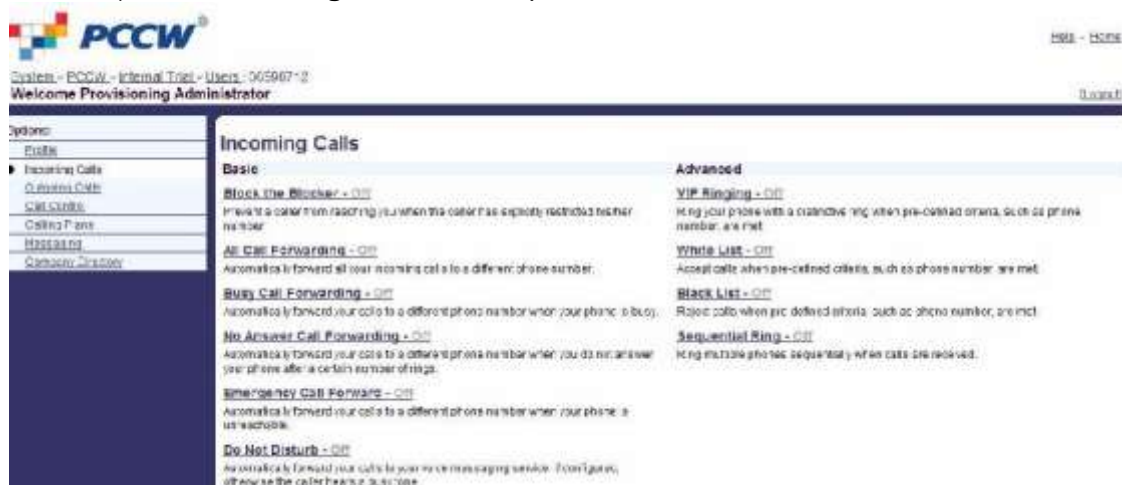 PCCW®
Help - Home
System - PCCW - Internal Trial - Users :
Welcome Provisioning Administrator
Logout
Options:
Profile
Incoming Calls
Outgoing Calls
Call Control
Calling Plans
Messaging
Company Directory
Incoming Calls
Basic
Block the Blocker - Off
Prevent a caller from reaching you when the caller has explicitly restricted his/her
number
All Call Forwarding - Off
Automatically forward all your incoming calls to a different phone number.
Busy Call Forwarding - Off
Automatically forward your calls to a different phone number when your phone is busy.
No Answer Call Forwarding - Off
Automatically forward your calls to a different phone number when you do not answer
your phone after a certain number of rings.
Emergency Call Forward - Off
Automatically forward your calls to a different phone number when your phone is
unreachable.
Do Not Disturb - Off
Automatically forward your calls to your voice messaging service, if configured,
otherwise the caller hears a busy tone
Advanced
VIP Ringing - Off
Ring your phone with a distinctive ring when pre-defined criteria, such as phone
number, are met
White List - Off
Accept calls when pre-defined criteria, such as phone number, are met.
Black List - Off
Reject calls when pre-defined criteria, such as phone number, are met.
Sequential Ring - Off
Ring multiple phones sequentially when calls are received.